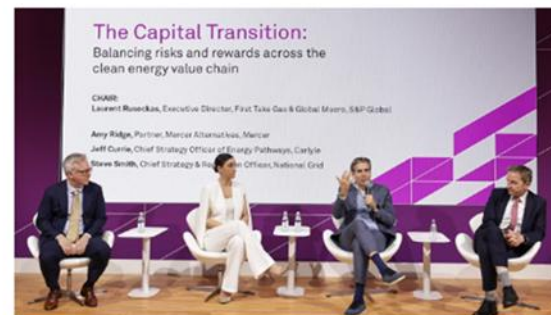 The Capital Transition:
Balancing risks and rewards across the
clean energy value chain
CHAIR:
Laurent Ruseckas, Executive Director, First Take Gas & Global Macro, S&P Global
Amy Ridge, Partner, Mercer Alternatives, Mercer
Jeff Currie, Chief Strategy Officer of Energy Pathways, Carlyle
Steve Smith, Chief Strategy & Officer, National Grid